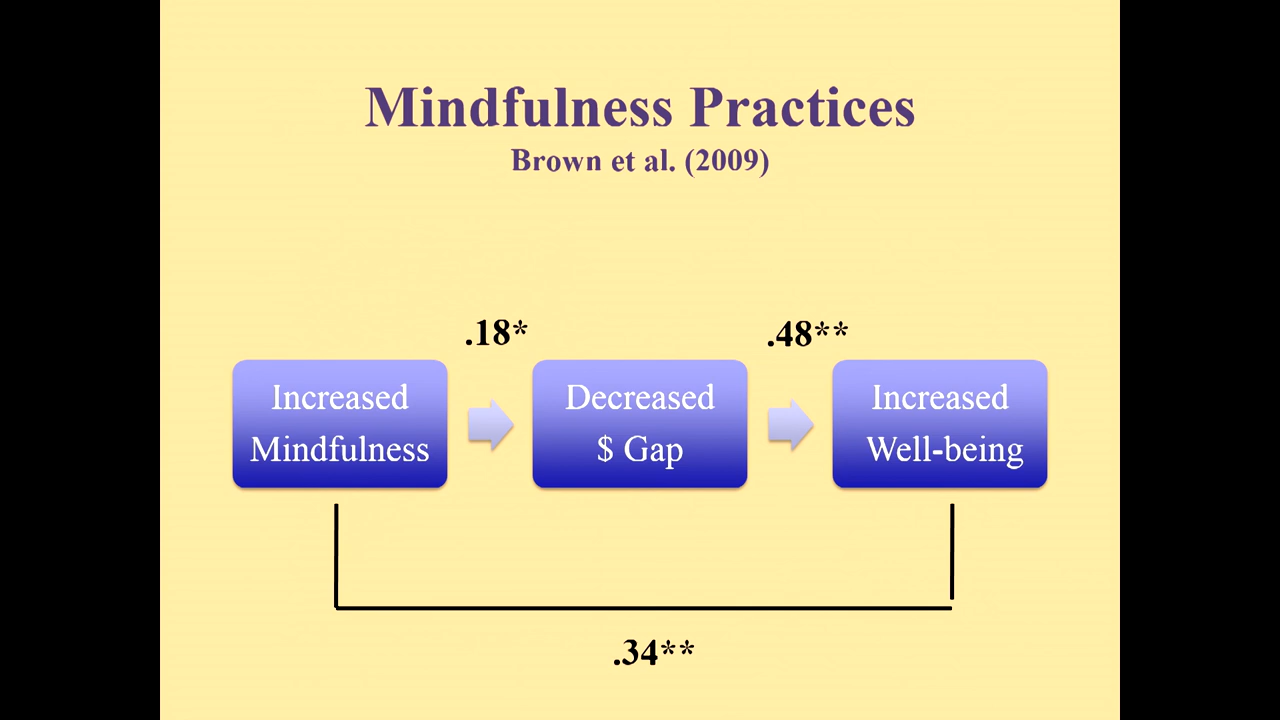 Mindfulness Practices
Brown et al. (2009)
.18*
.48**
Increased
Mindfulness
Decreased
$ Gap
Increased
Well-being
.34**